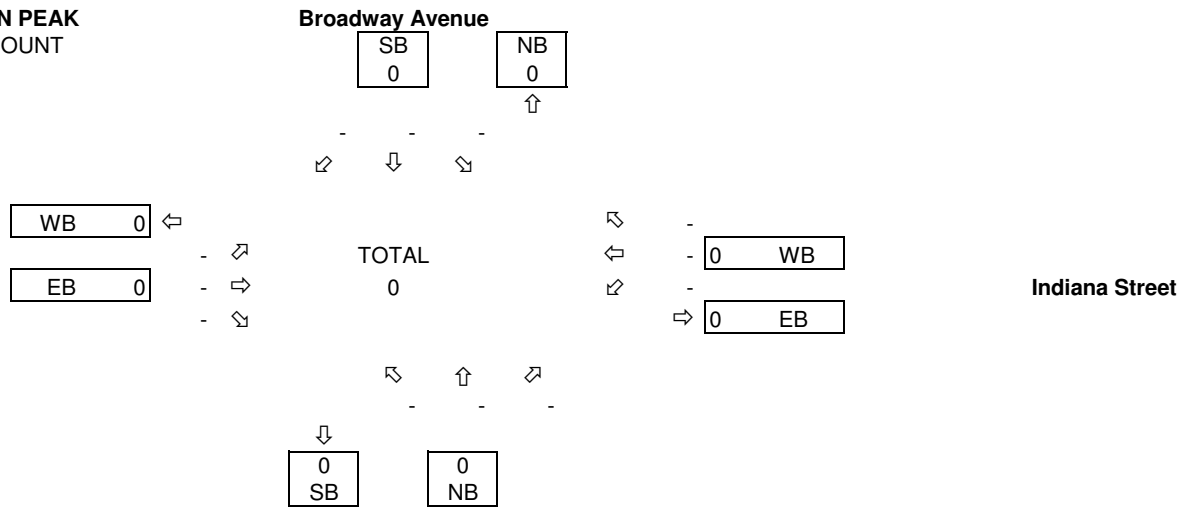 N PEAK Broadway Avenue
OUNT SB NB
0 0
⇧
- - -
⬃ ⇩ ⬂
WB 0 ⇦ ⬁ -
- ⬀ TOTAL ⇦ - 0 WB
EB 0 - ⇨ 0 ⬃ - Indiana Street
- ⬂ ⇨ 0 EB
⬁ ⇧ ⬀
- - -
⇩
0 0
SB NB